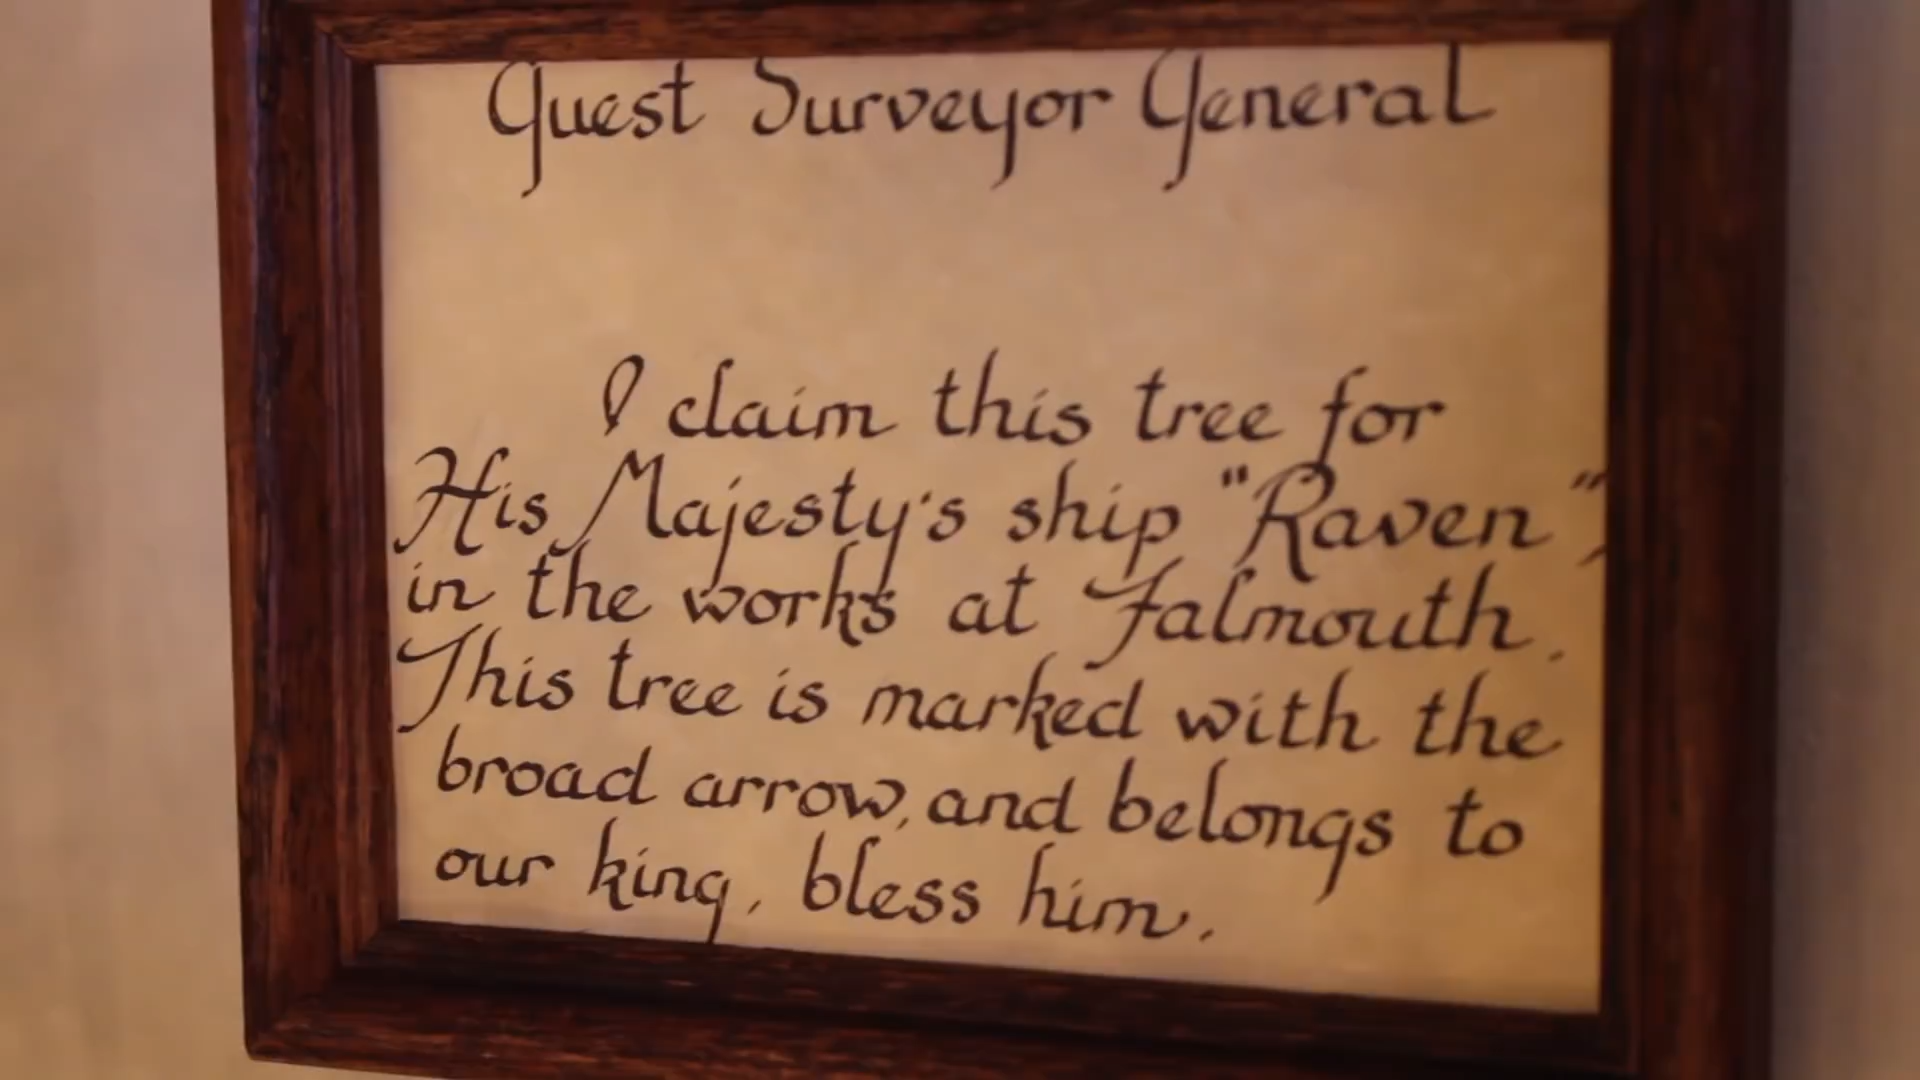 Guest Surveyor General
I claim this tree for
His Majesty's ship "Raven",
in the works at Falmouth.
This tree is marked with the
broad arrow, and belongs to
our king, bless him.